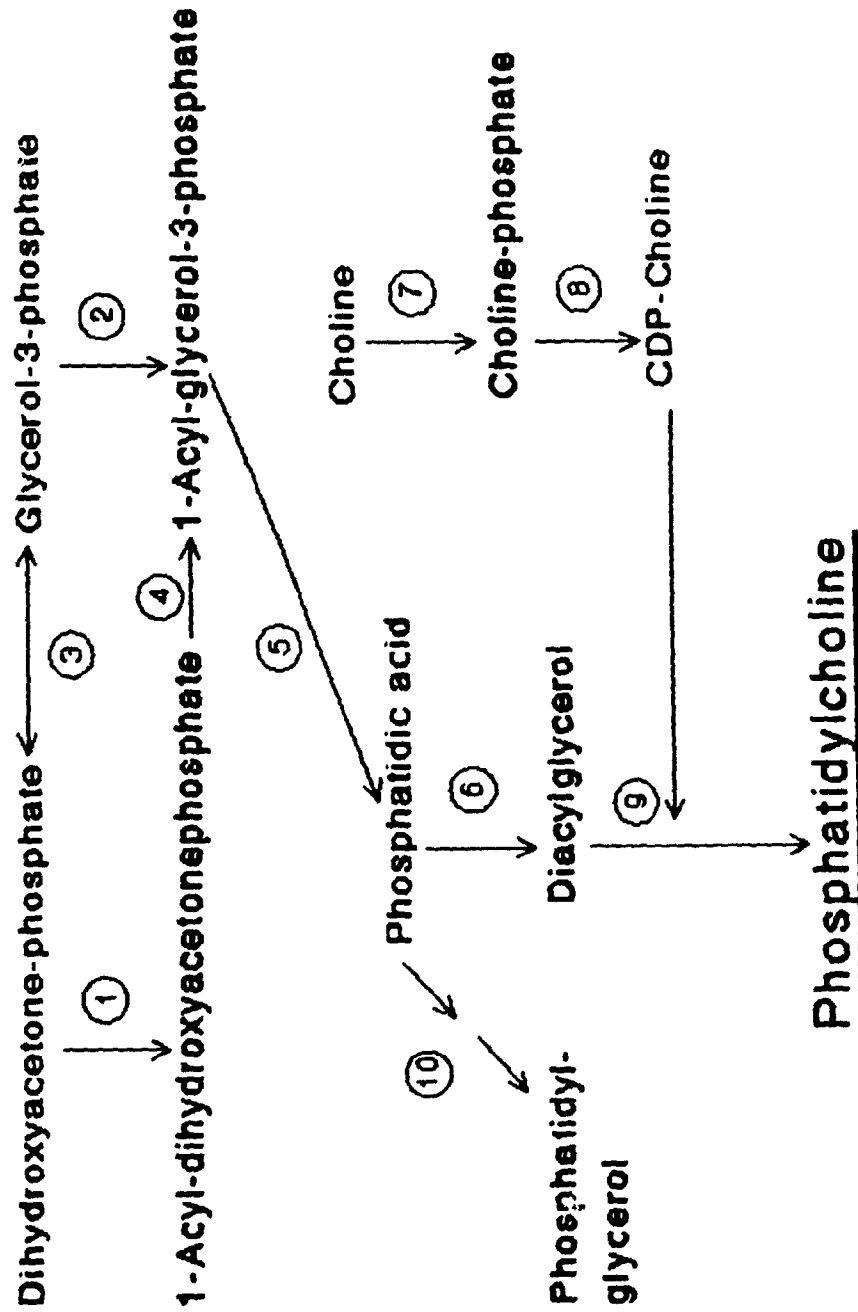 Dihydroxyacetone-phosphate
3
Glycerol-3-phosphate
1
2
1-Acyl-dihydroxyacetonephosphate
4
1-Acyl-glycerol-3-phosphate
5
Choline
Phosphatidic acid
7
10
6
Choline-phosphate
Phosphatidyl-
glycerol
Diacylglycerol
8
9
CDP-Choline
Phosphatidylcholine